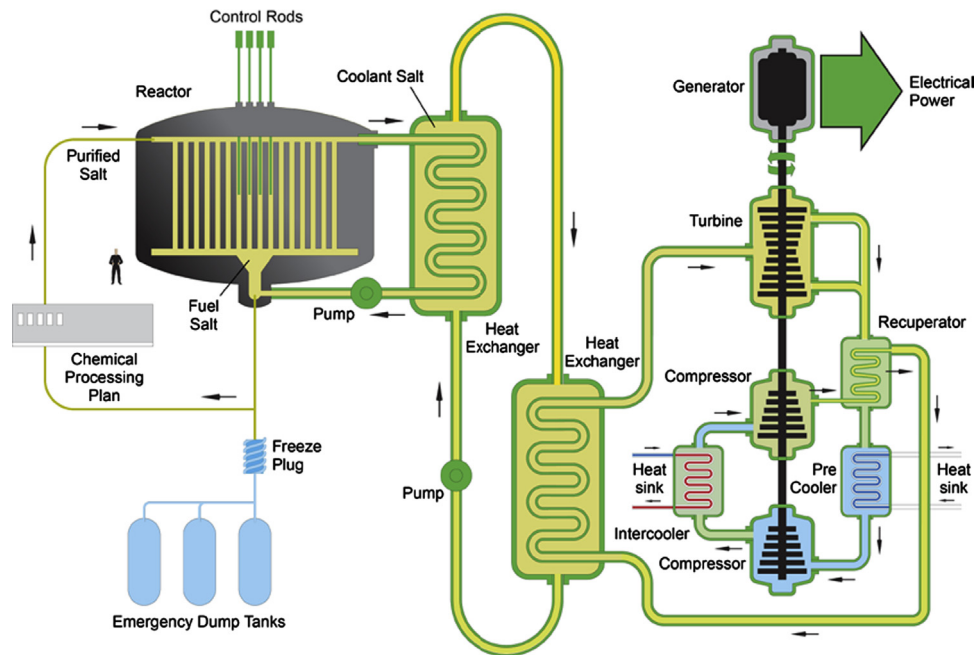 Control Rods
Coolant Salt
Reactor
Purified
Salt
Fuel
Salt
Pump
Heat
Exchanger
Chemical
Processing
Plan
Freeze
Plug
Emergency Dump Tanks
Pump
Heat
Exchanger
Generator
Electrical
Power
Turbine
Recuperator
Compressor
Heat
sink
Pre
Cooler
Heat
sink
Intercooler
Compressor